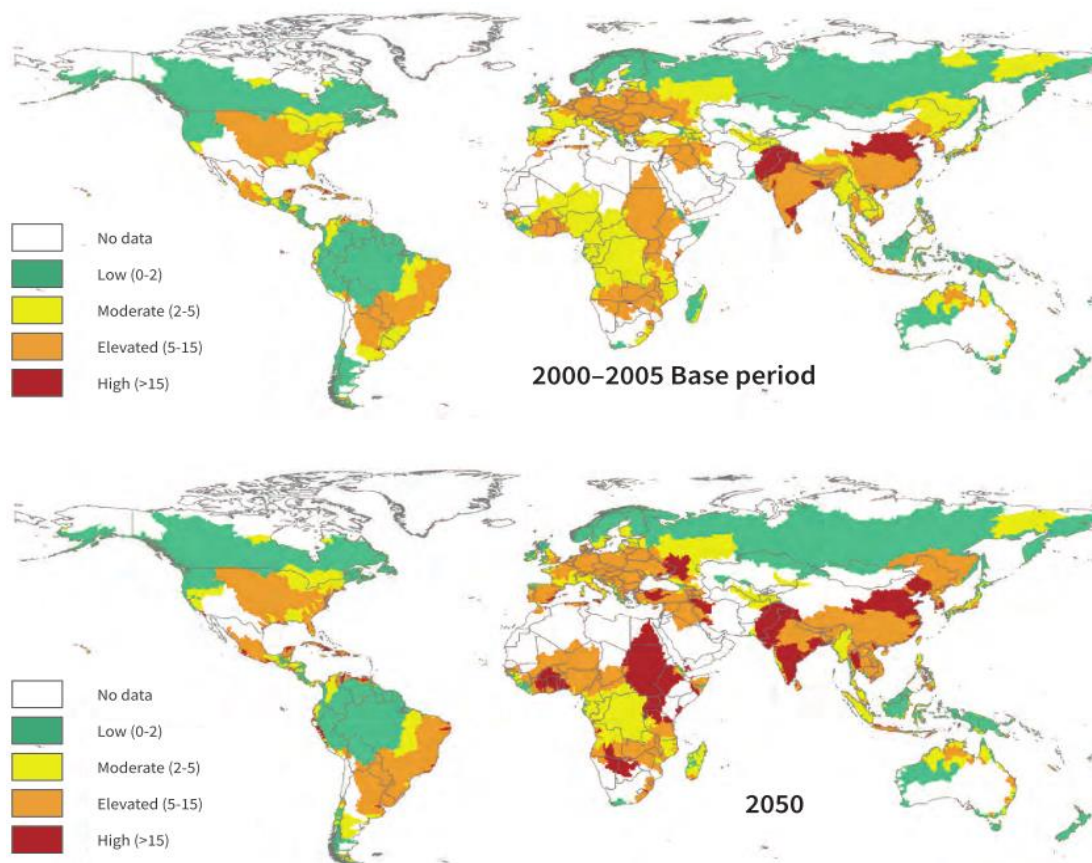 No data
Low (0-2)
Moderate (2-5)
Elevated (5-15)
High (>15)
2000–2005 Base period
No data
Low (0-2)
Moderate (2-5)
Elevated (5-15)
High (>15)
2050